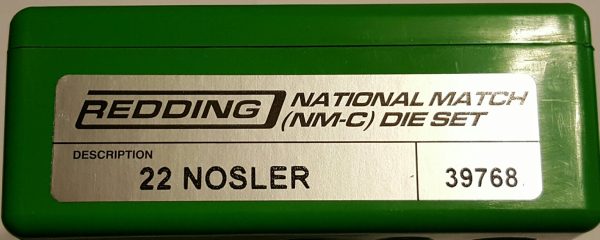 REDDING NATIONAL MATCH
(NM-C) DIE SET
DESCRIPTION
22 NOSLER 39768